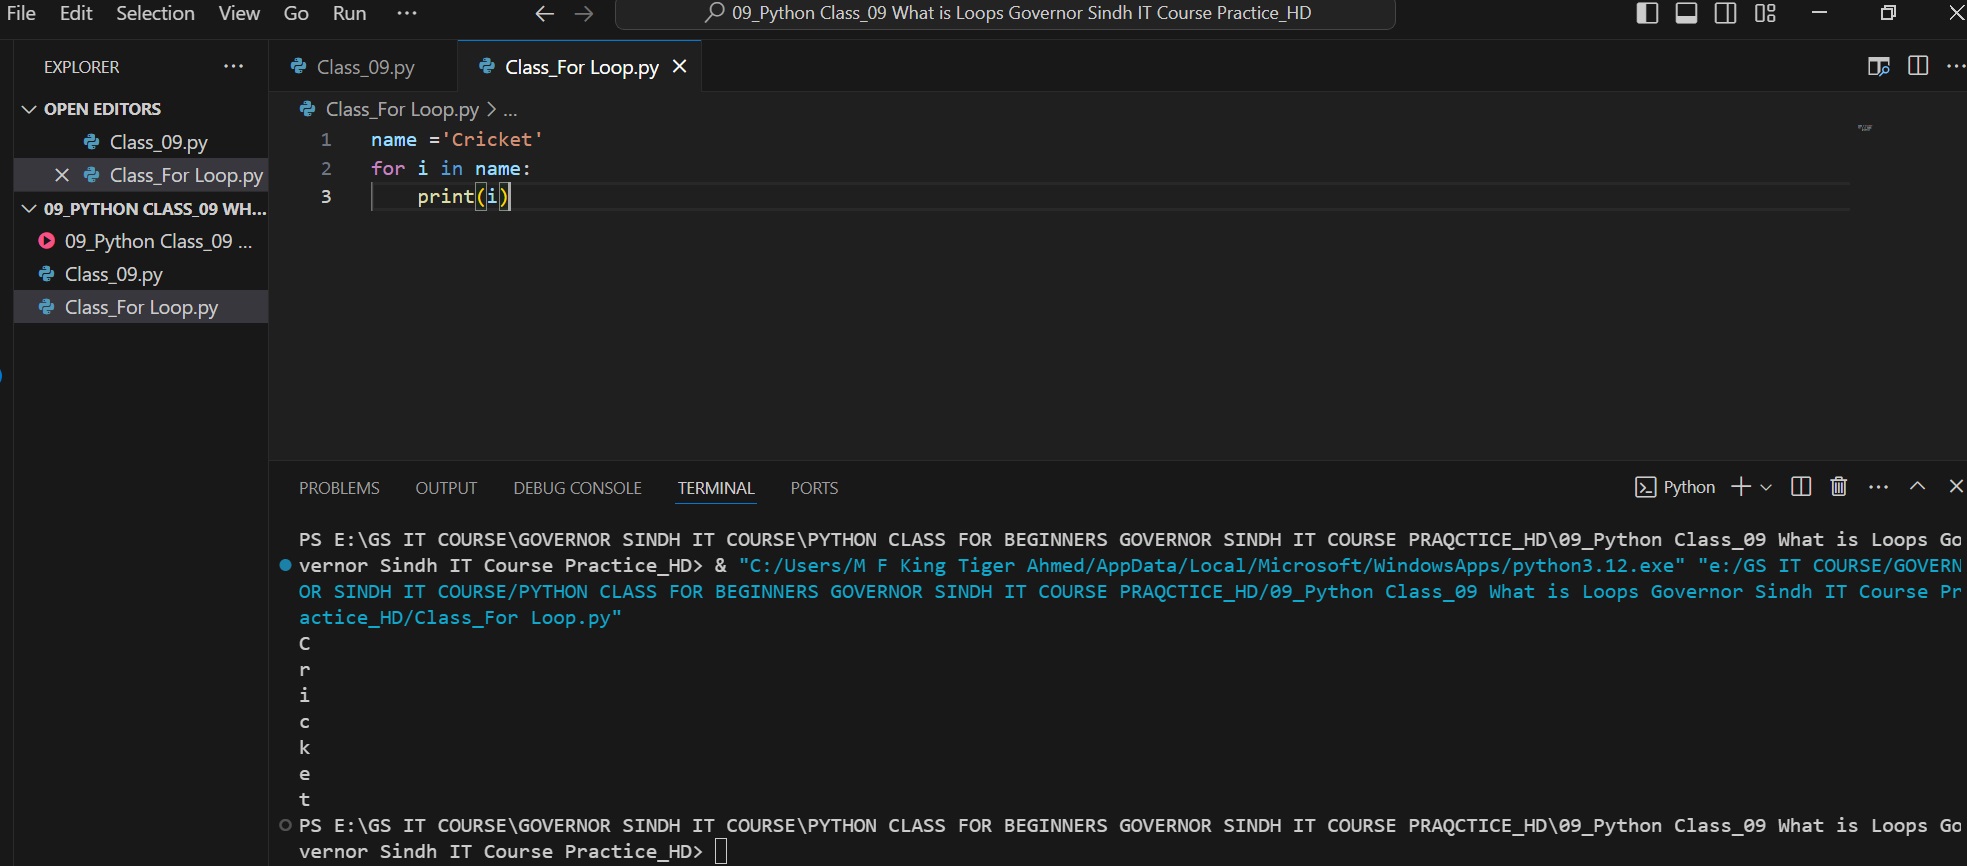 File Edit Selection View Go Run ···
09_Python Class_09 What is Loops Governor Sindh IT Course Practice_HD
EXPLORER ···
OPEN EDITORS
Class_09.py
Class_For Loop.py
09_PYTHON CLASS_09 WH...
09_Python Class_09 ...
Class_09.py
Class_For Loop.py
Class_09.py
Class_For Loop.py
Class_For Loop.py > ...
1 name ='Cricket'
2 for i in name:
3 print(i)
PROBLEMS OUTPUT DEBUG CONSOLE TERMINAL PORTS
Python
PS E:\GS IT COURSE\GOVERNOR SINDH IT COURSE\PYTHON CLASS FOR BEGINNERS GOVERNOR SINDH IT COURSE PRAQCTICE_HD\09_Python Class_09 What is Loops Go
vernor Sindh IT Course Practice_HD> & "C:/Users/M F King Tiger Ahmed/AppData/Local/Microsoft/WindowsApps/python3.12.exe" "e:/GS IT COURSE/GOVERN
OR SINDH IT COURSE/PYTHON CLASS FOR BEGINNERS GOVERNOR SINDH IT COURSE PRAQCTICE_HD/09_Python Class_09 What is Loops Governor Sindh IT Course Pr
actice_HD/Class_For Loop.py"
C
r
i
c
k
e
t
PS E:\GS IT COURSE\GOVERNOR SINDH IT COURSE\PYTHON CLASS FOR BEGINNERS GOVERNOR SINDH IT COURSE PRAQCTICE_HD\09_Python Class_09 What is Loops Go
vernor Sindh IT Course Practice_HD>